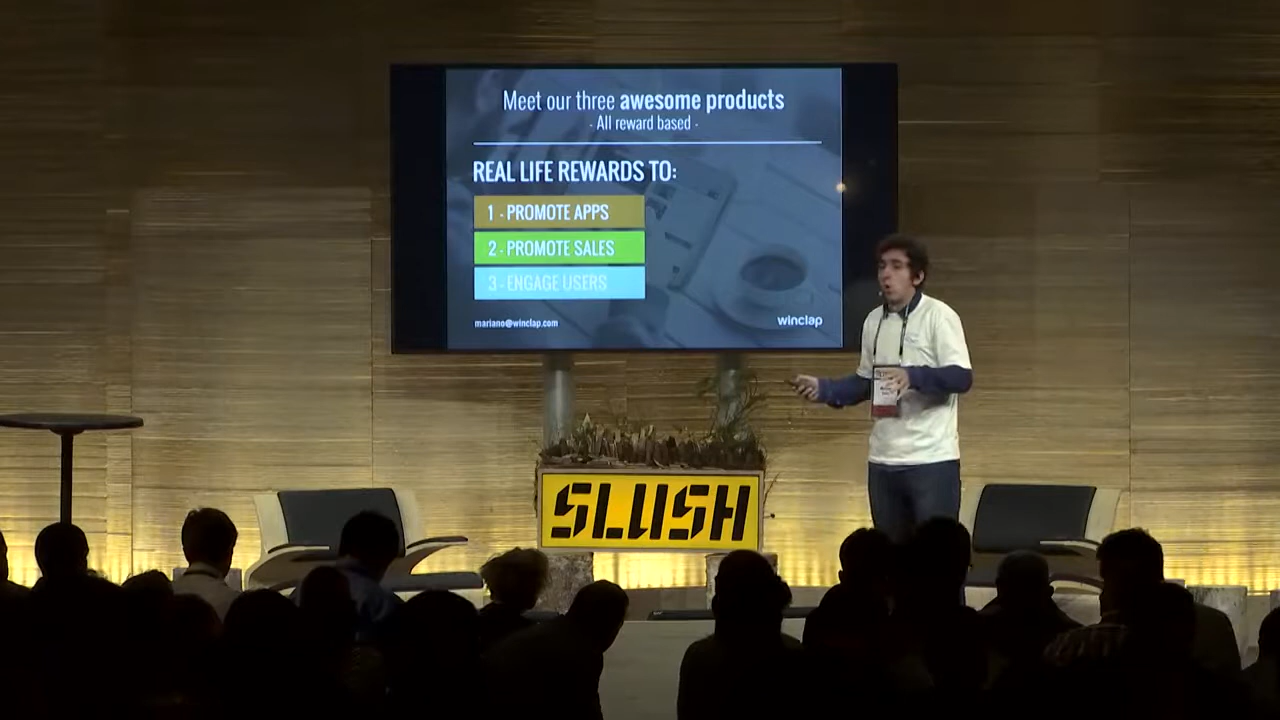 Meet our three awesome products
- All reward based -
REAL LIFE REWARDS TO:
1 - PROMOTE APPS
2 - PROMOTE SALES
3 - ENGAGE USERS
mariano@winclap.com
winclap
SLUSH